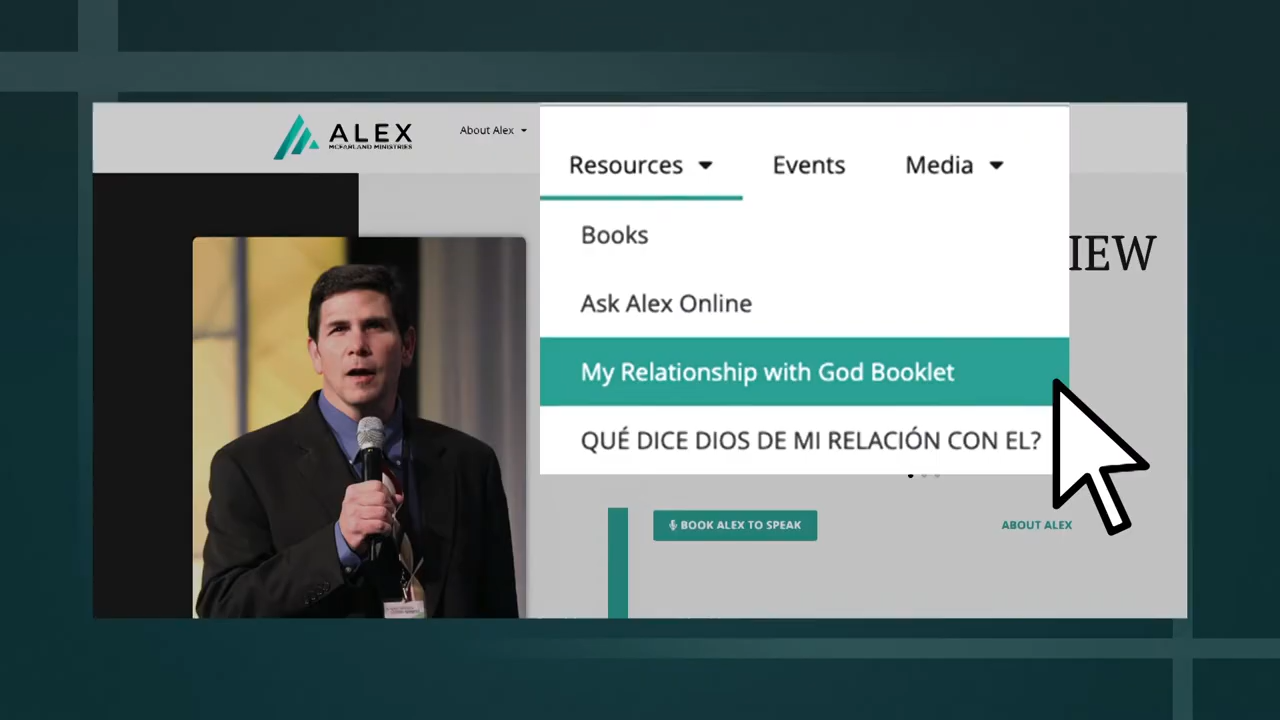 ALEX
MCFARLAND MINISTRIES
About Alex
Resources
Events
Media
Books
Ask Alex Online
My Relationship with God Booklet
QUÉ DICE DIOS DE MI RELACIÓN CON EL?
IEW
BOOK ALEX TO SPEAK
ABOUT ALEX